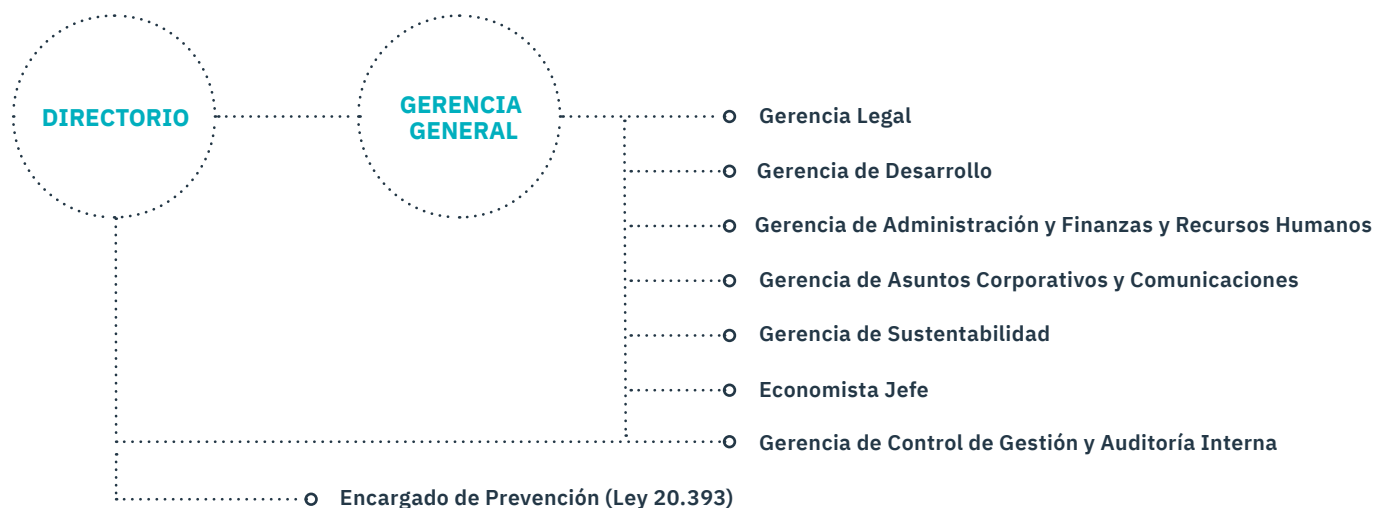 DIRECTORIO
GERENCIA
GENERAL
Gerencia Legal
Gerencia de Desarrollo
Gerencia de Administración y Finanzas y Recursos Humanos
Gerencia de Asuntos Corporativos y Comunicaciones
Gerencia de Sustentabilidad
Economista Jefe
Gerencia de Control de Gestión y Auditoría Interna
Encargado de Prevención (Ley 20.393)